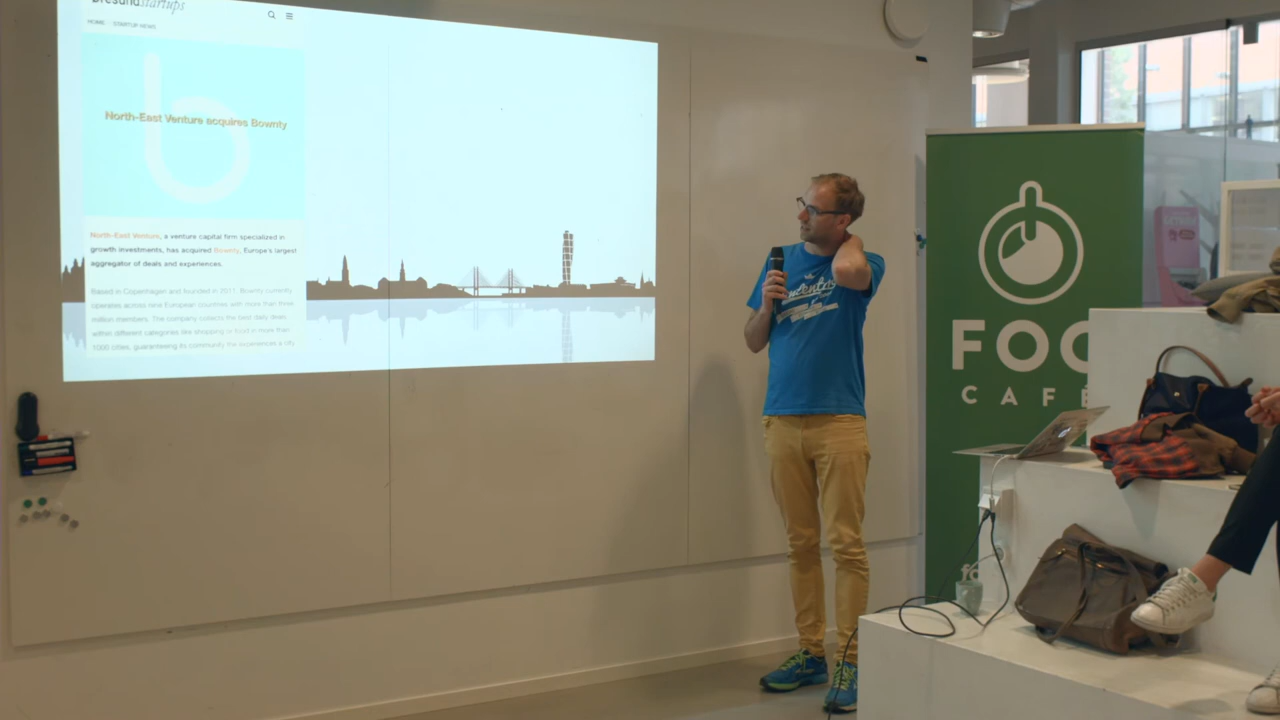 Øresundstartups
HOME STARTUP NEWS
North-East Venture acquires Bownty
North-East Venture, a venture capital firm specialized in
growth investments, has acquired Bownty, Europe's largest
aggregator of deals and experiences.
Based in Copenhagen and founded in 2011, Bownty currently
operates across nine European countries with more than three
million members. The company collects the best daily deals
within different categories like shopping or food in more than
1000 cities, guaranteeing its community the experiences a city
FOO
CAFÉ